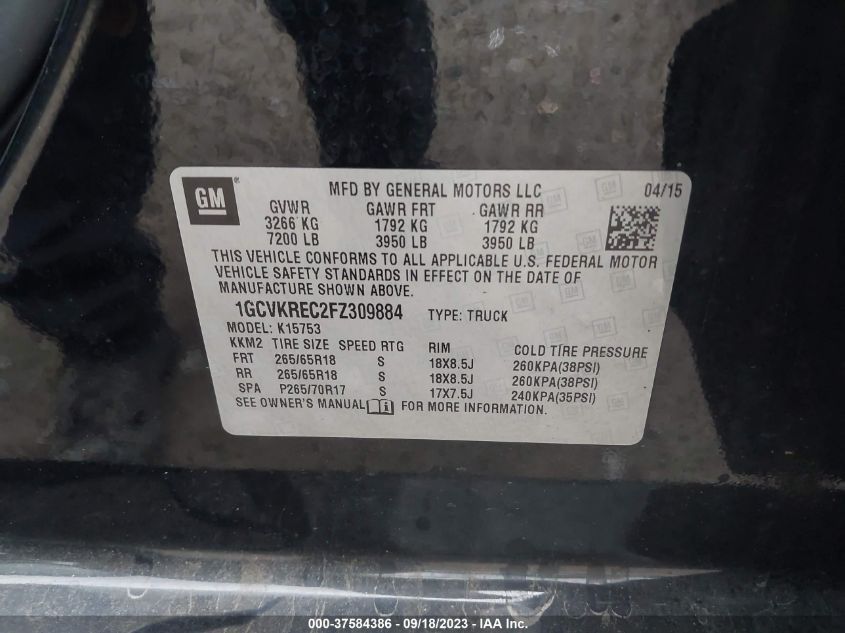 GM
MFD BY GENERAL MOTORS LLC 04/15
GVWR GAWR FRT GAWR RR
3266 KG 1792 KG 1792 KG
7200 LB 3950 LB 3950 LB
THIS VEHICLE CONFORMS TO ALL APPLICABLE U.S. FEDERAL MOTOR
VEHICLE SAFETY STANDARDS IN EFFECT ON THE DATE OF
MANUFACTURE SHOWN ABOVE.
1GCVKREC2FZ309884 TYPE: TRUCK
MODEL: K15753
KKM2 TIRE SIZE SPEED RTG RIM COLD TIRE PRESSURE
FRT 265/65R18 S 18X8.5J 260KPA(38PSI)
RR 265/65R18 S 18X8.5J 260KPA(38PSI)
SPA P265/70R17 S 17X7.5J 240KPA(35PSI)
SEE OWNER'S MANUAL FOR MORE INFORMATION.
000-37584386 - 09/18/2023 - IAA Inc.